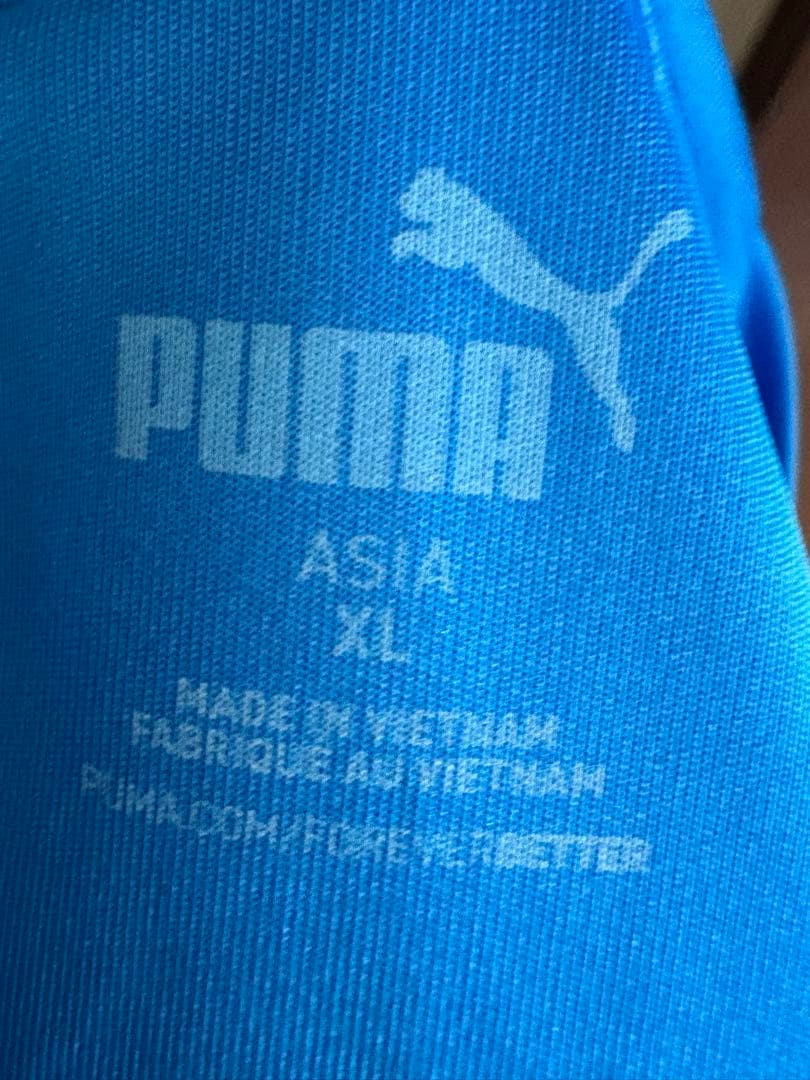 PUMA
ASIA
XL
MADE IN VIETNAM
FABRIQUE AU VIETNAM
PUMA.COM/FOREVERBETTER